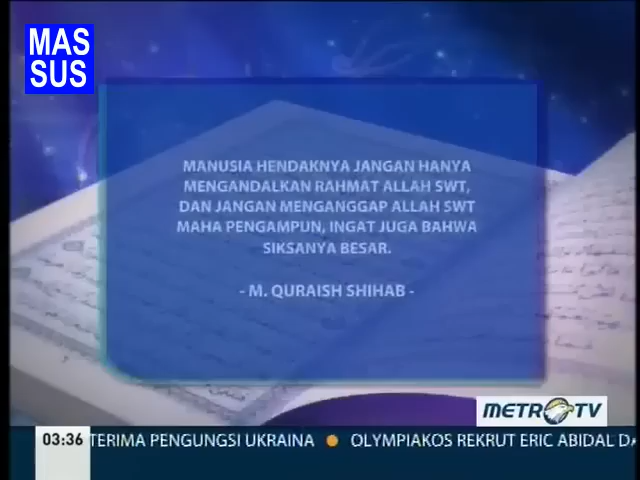 MAS
SUS
MANUSIA HENDAKNYA JANGAN HANYA
MENGANDALKAN RAHMAT ALLAH SWT,
DAN JANGAN MENGANGGAP ALLAH SWT
MAHA PENGAMPUN, INGAT JUGA BAHWA
SIKSANYA BESAR.
- M. QURAISH SHIHAB -
METRO TV
03:36 TERIMA PENGUNGSI UKRAINA ● OLYMPIAKOS REKRUT ERIC ABIDAL DA